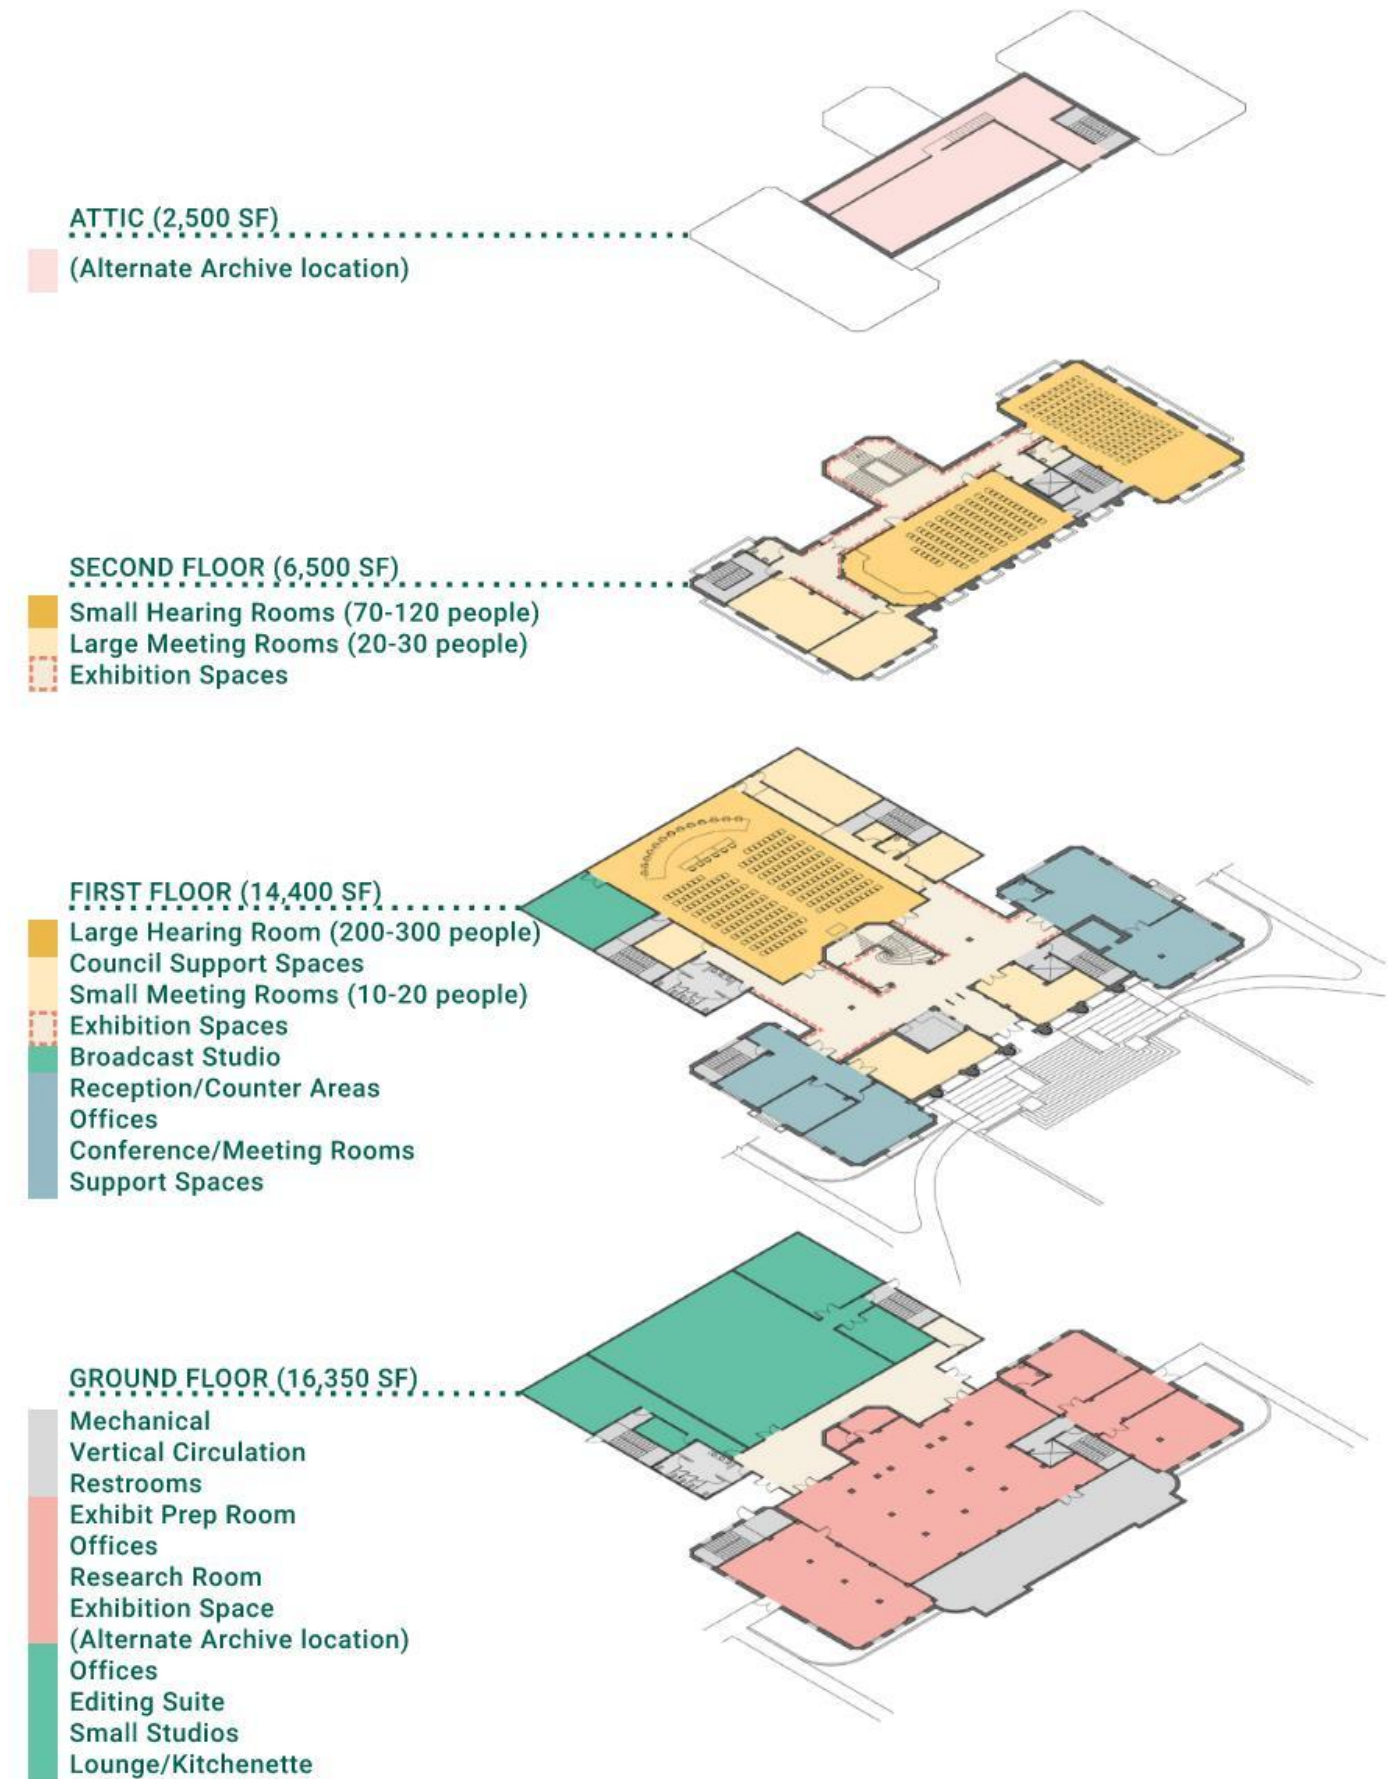 ATTIC (2,500 SF)
(Alternate Archive location)
SECOND FLOOR (6,500 SF)
Small Hearing Rooms (70-120 people)
Large Meeting Rooms (20-30 people)
Exhibition Spaces
FIRST FLOOR (14,400 SF)
Large Hearing Room (200-300 people)
Council Support Spaces
Small Meeting Rooms (10-20 people)
Exhibition Spaces
Broadcast Studio
Reception/Counter Areas
Offices
Conference/Meeting Rooms
Support Spaces
GROUND FLOOR (16,350 SF)
Mechanical
Vertical Circulation
Restrooms
Exhibit Prep Room
Offices
Research Room
Exhibition Space
(Alternate Archive location)
Offices
Editing Suite
Small Studios
Lounge/Kitchenette